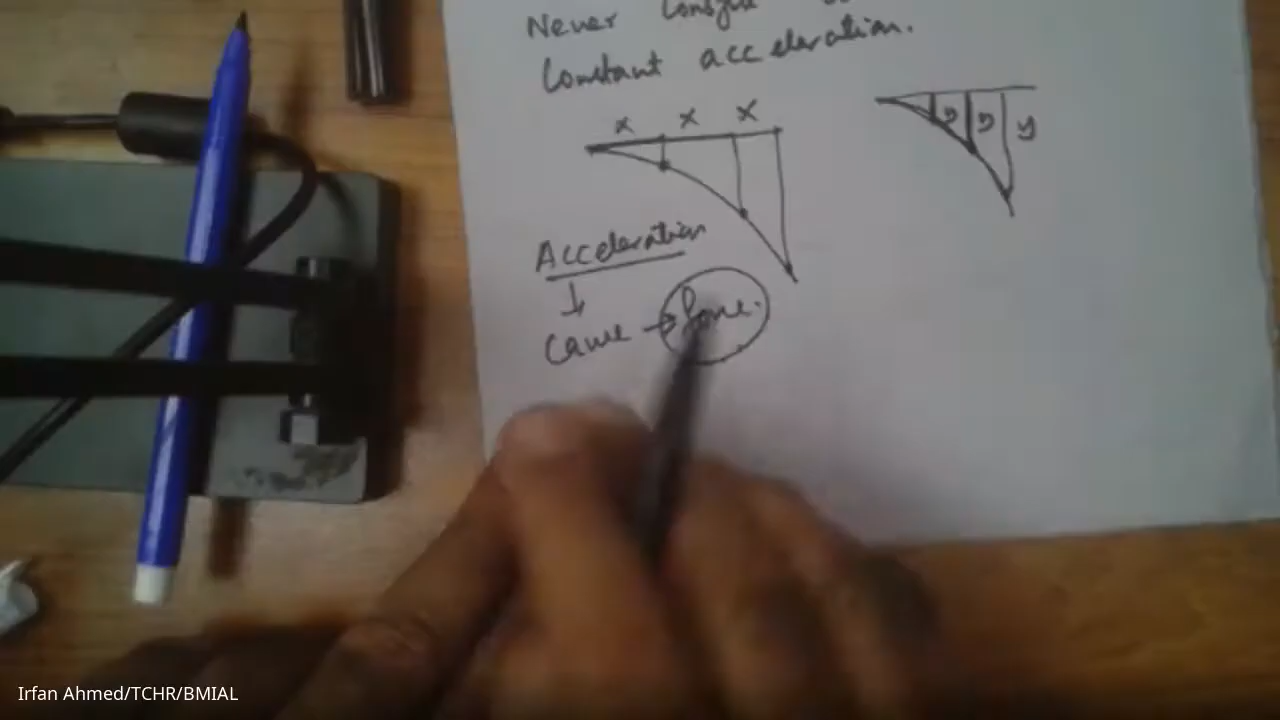 Never
Constant acceleration.
x x x
y y y
Acceleration
↓
Cause → force.
Irfan Ahmed/TCHR/BMIAL